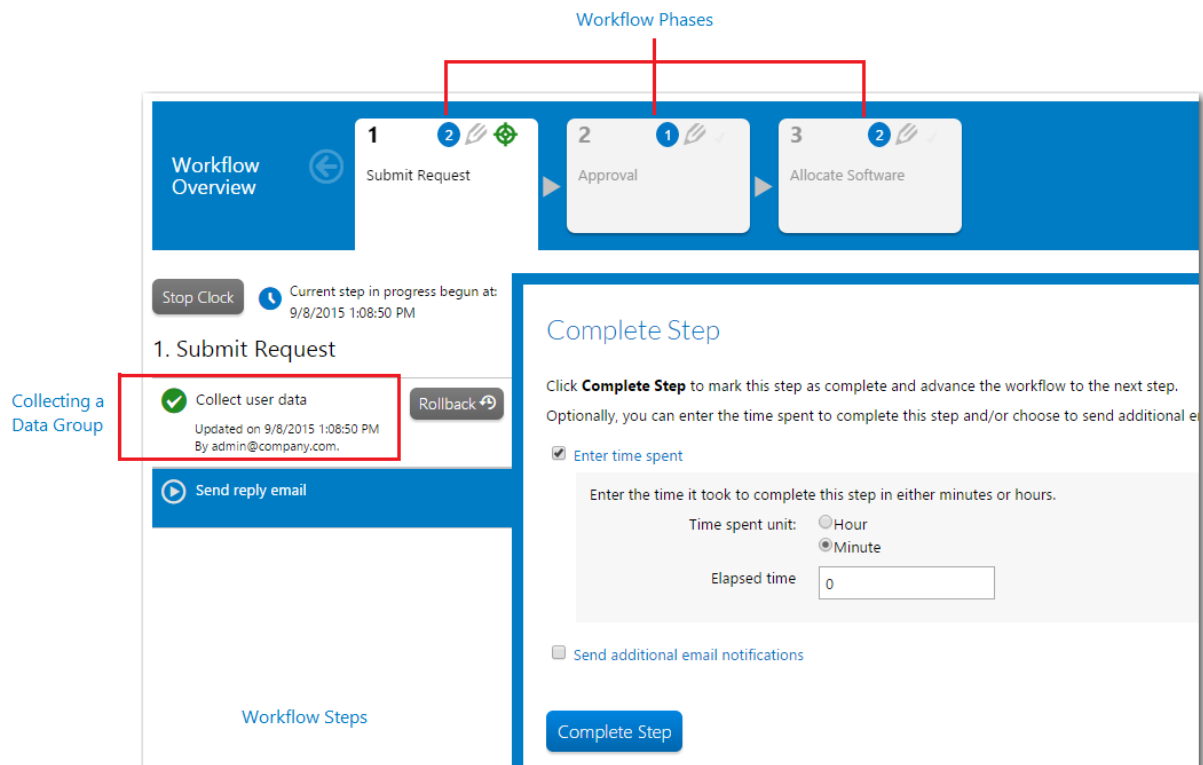 Workflow Phases
Workflow
Overview
1 2
Submit Request
2 1
Approval
3 2
Allocate Software
Stop Clock
Current step in progress begun at:
9/8/2015 1:08:50 PM
1. Submit Request
Collecting a
Data Group
Collect user data
Updated on 9/8/2015 1:08:50 PM
By admin@company.com.
Rollback
Send reply email
Workflow Steps
Complete Step
Click Complete Step to mark this step as complete and advance the workflow to the next step.
Optionally, you can enter the time spent to complete this step and/or choose to send additional
Enter time spent
Enter the time it took to complete this step in either minutes or hours.
Time spent unit:
Hour
Minute
Elapsed time
0
Send additional email notifications
Complete Step